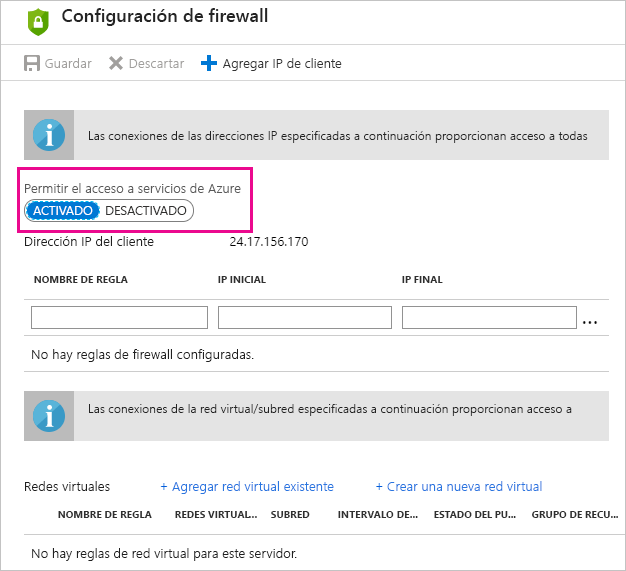 Configuración de firewall
Guardar Descartar Agregar IP de cliente
Las conexiones de las direcciones IP especificadas a continuación proporcionan acceso a todas
Permitir el acceso a servicios de Azure
ACTIVADO DESACTIVADO
Dirección IP del cliente 24.17.156.170
NOMBRE DE REGLA IP INICIAL IP FINAL
...
No hay reglas de firewall configuradas.
Las conexiones de la red virtual/subred especificadas a continuación proporcionan acceso a
Redes virtuales + Agregar red virtual existente + Crear una nueva red virtual
NOMBRE DE REGLA REDES VIRTUAL... SUBRED INTERVALO DE... ESTADO DEL PU... GRUPO DE RECU...
No hay reglas de red virtual para este servidor.